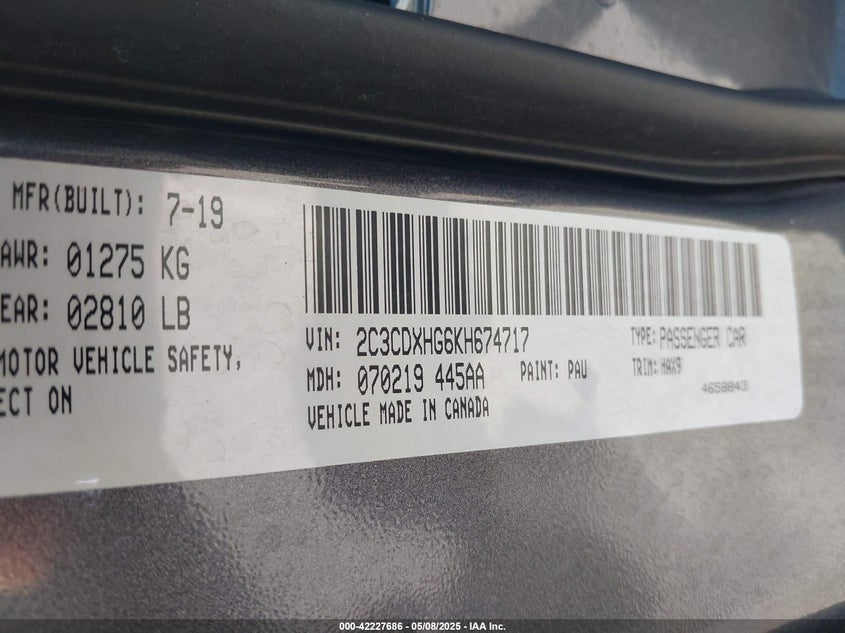 MFR(BUILT): 7-19
AWR: 01275 KG
EAR: 02810 LB
MOTOR VEHICLE SAFETY,
ECT ON
VIN: 2C3CDXHG6KH674717
TYPE: PASSENGER CAR
MDH: 070219 445AA
PAINT: PAU
TRIM: HAX9
VEHICLE MADE IN CANADA
4658843
000-42227686 - 05/08/2025 - IAA Inc.